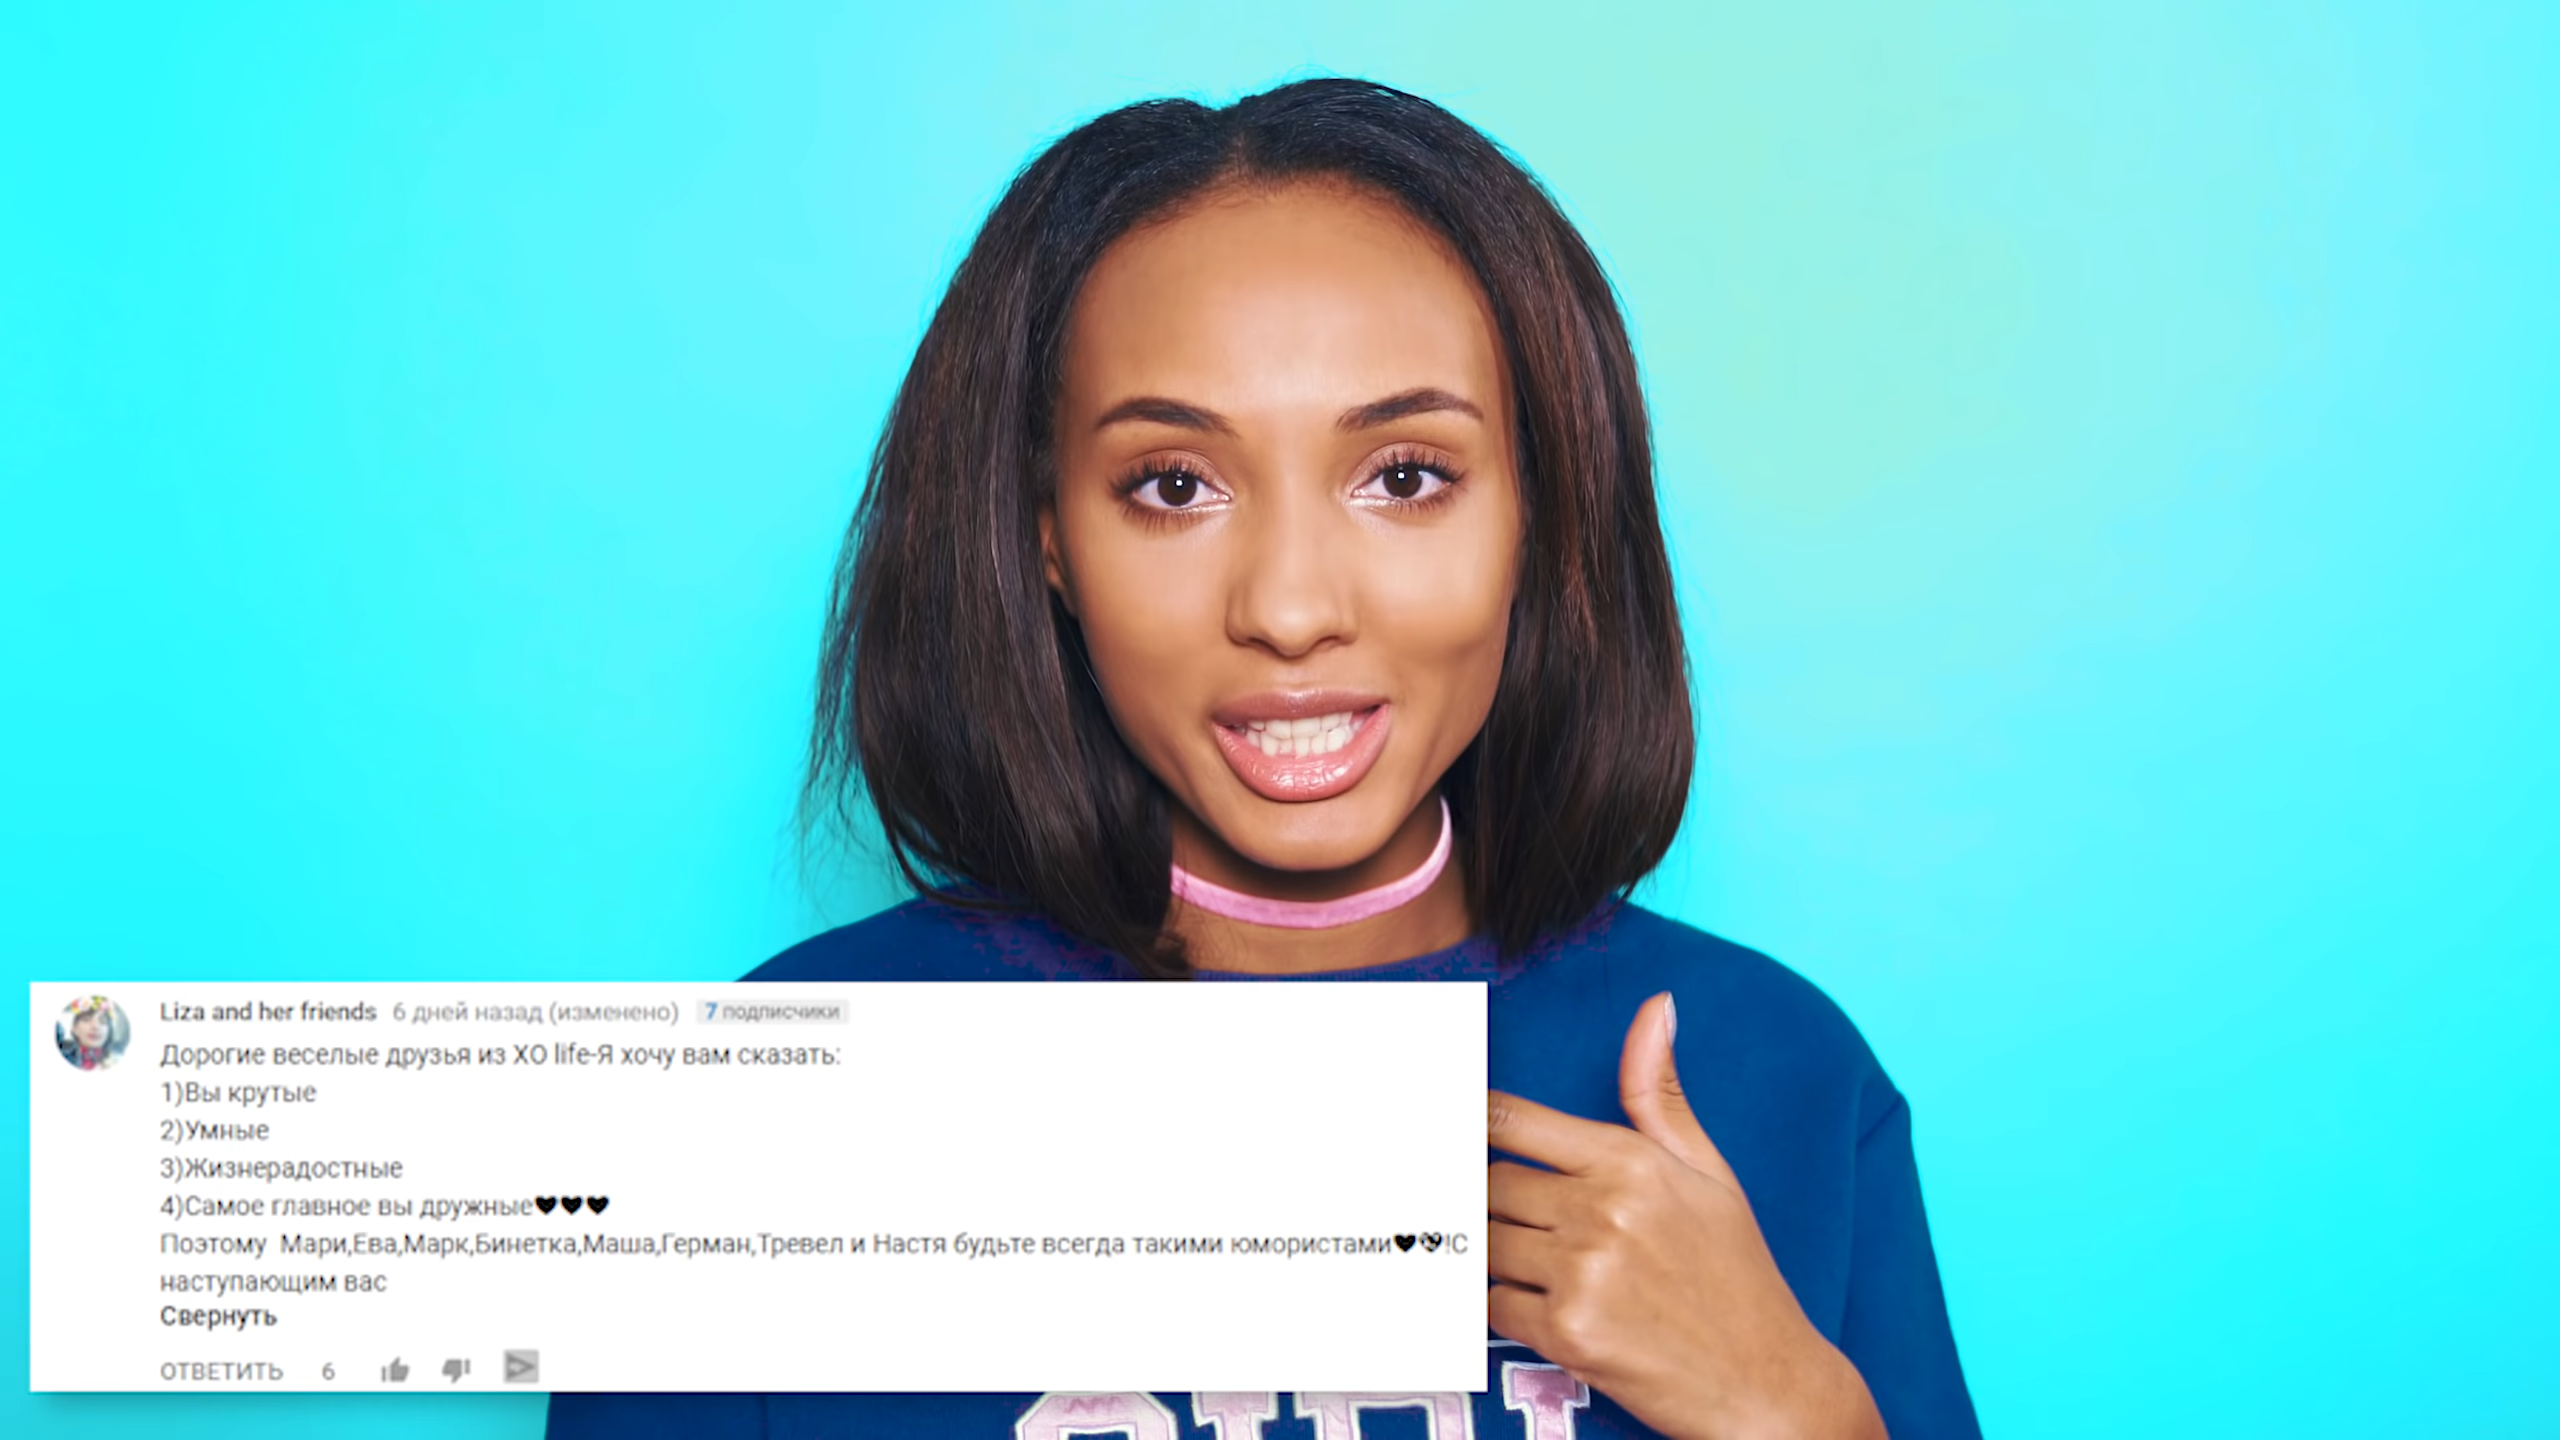 Liza and her friends 6 дней назад (изменено) 7 подписчики
Дорогие веселые друзья из XO life-Я хочу вам сказать:
1)Вы крутые
2)Умные
3)Жизнерадостные
4)Самое главное вы дружные🖤🖤🖤
Поэтому Мари,Ева,Марк,Бинетка,Маша,Герман,Тревел и Настя будьте всегда такими юмористами🖤💖!С
наступающим вас
Свернуть
ОТВЕТИТЬ 6